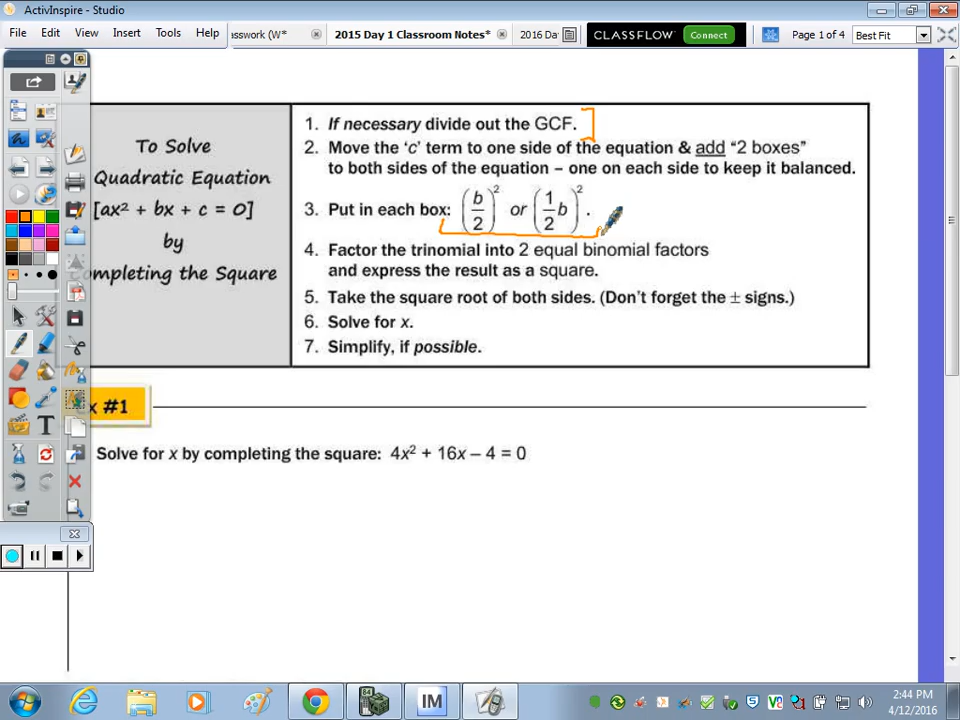 ActivInspire - Studio
File Edit View Insert Tools Help asswork (W* 2015 Day 1 Classroom Notes* 2016 Da CLASSFLOW Connect Page 1 of 4 Best Fit
To Solve
Quadratic Equation
[ax² + bx + c = 0]
by
ompleting the Square
1. If necessary divide out the GCF.
2. Move the ‘c’ term to one side of the equation & add “2 boxes”
to both sides of the equation – one on each side to keep it balanced.
3. Put in each box: (b/2)² or (1/2 b)².
4. Factor the trinomial into 2 equal binomial factors
and express the result as a square.
5. Take the square root of both sides. (Don’t forget the ± signs.)
6. Solve for x.
7. Simplify, if possible.
x #1
Solve for x by completing the square: 4x² + 16x – 4 = 0
84 IM
2:44 PM
4/12/2016